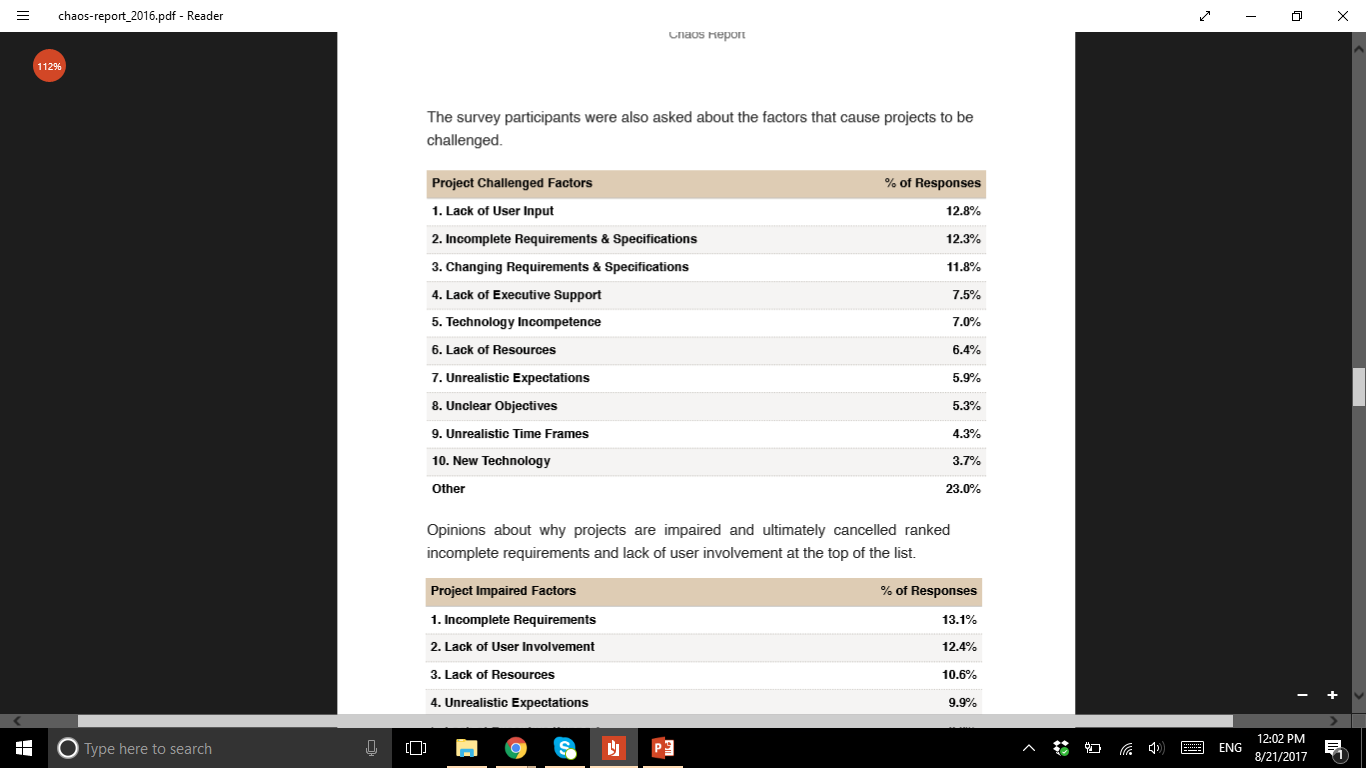 chaos-report_2016.pdf - Reader
Chaos Report
112%
The survey participants were also asked about the factors that cause projects to be
challenged.
Project Challenged Factors % of Responses
1. Lack of User Input 12.8%
2. Incomplete Requirements & Specifications 12.3%
3. Changing Requirements & Specifications 11.8%
4. Lack of Executive Support 7.5%
5. Technology Incompetence 7.0%
6. Lack of Resources 6.4%
7. Unrealistic Expectations 5.9%
8. Unclear Objectives 5.3%
9. Unrealistic Time Frames 4.3%
10. New Technology 3.7%
Other 23.0%
Opinions about why projects are impaired and ultimately cancelled ranked
incomplete requirements and lack of user involvement at the top of the list.
Project Impaired Factors % of Responses
1. Incomplete Requirements 13.1%
2. Lack of User Involvement 12.4%
3. Lack of Resources 10.6%
4. Unrealistic Expectations 9.9%
Type here to search
ENG
12:02 PM
8/21/2017
1